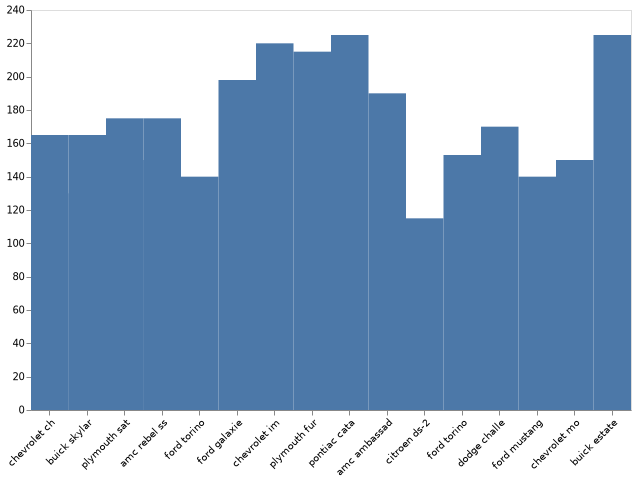 240
220
200
180
160
140
120
100
80
60
40
20
0
chevrolet ch
buick skylar
plymouth sat
amc rebel ss
ford torino
ford galaxie
chevrolet im
plymouth fur
pontiac cata
amc ambassad
citroen ds-2
ford torino
dodge challe
ford mustang
chevrolet mo
buick estate